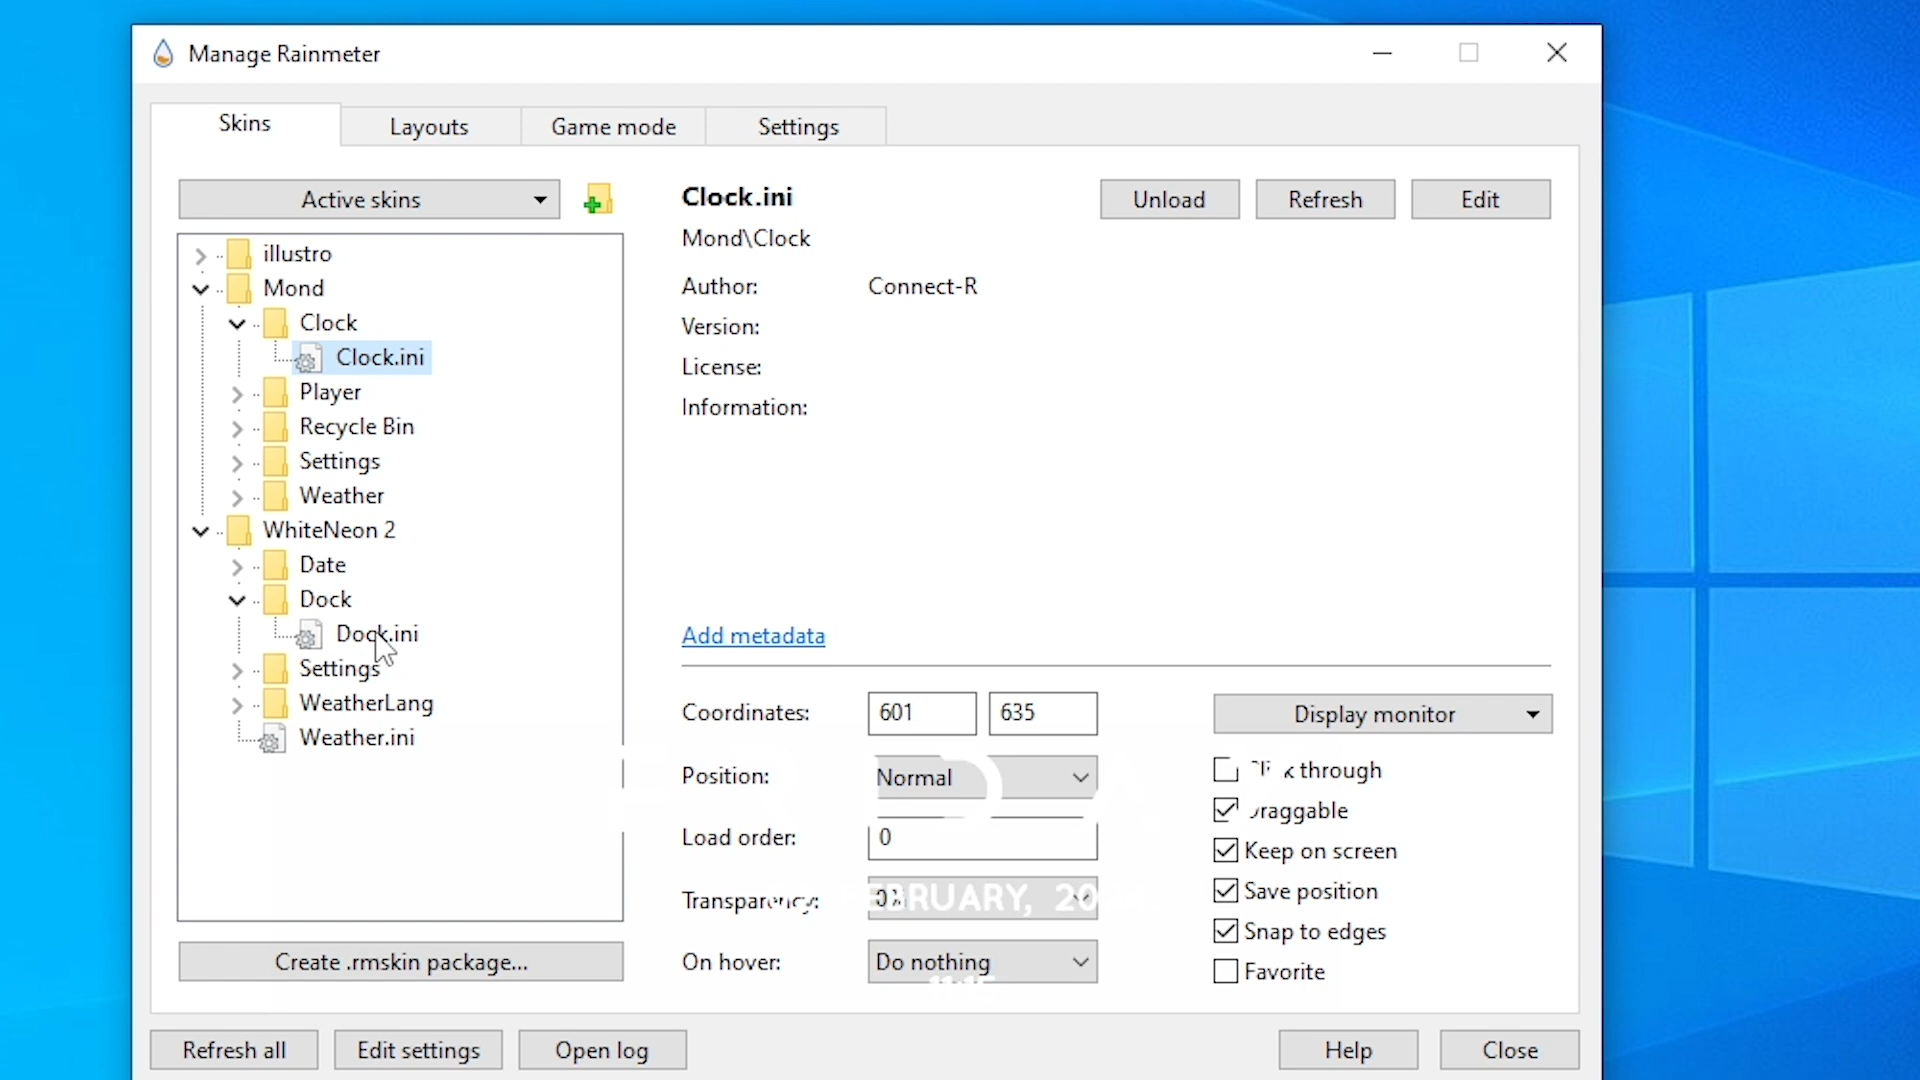 Manage Rainmeter
Skins
Layouts
Game mode
Settings
Active skins
illustro
Mond
Clock
Clock.ini
Player
Recycle Bin
Settings
Weather
WhiteNeon 2
Date
Dock
Dock.ini
Settings
WeatherLang
Weather.ini
Create .rmskin package...
Clock.ini
Unload
Refresh
Edit
Mond\Clock
Author: Connect-R
Version:
License:
Information:
Add metadata
Coordinates: 601 635
Position: Normal
Load order: 0
Transparency:
On hover: Do nothing
Display monitor
through
Draggable
Keep on screen
Save position
Snap to edges
Favorite
Refresh all
Edit settings
Open log
Help
Close